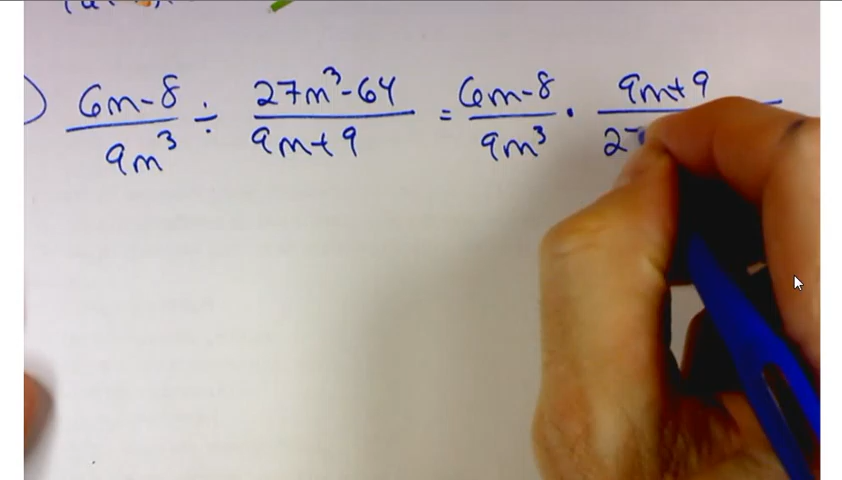 6m-8 / 9m³ ÷ 27m³-64 / 9m+9 = 6m-8 / 9m³ · 9m+9 / 27